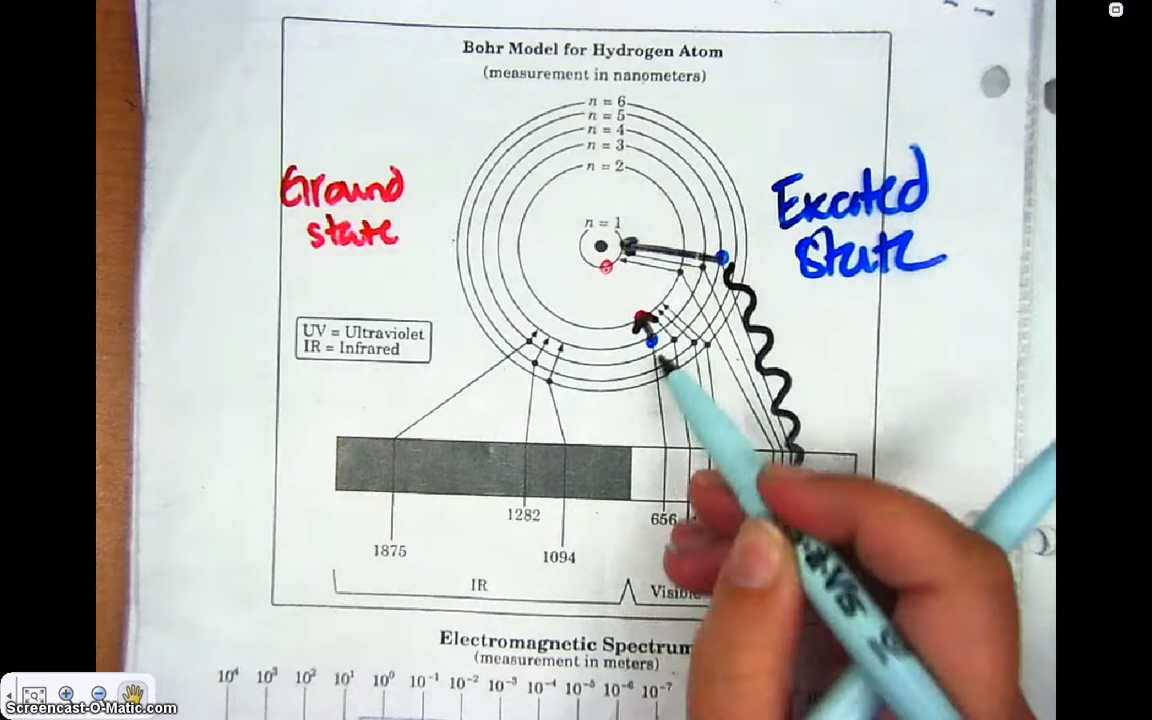 Bohr Model for Hydrogen Atom
(measurement in nanometers)
n = 6
n = 5
n = 4
n = 3
n = 2
n = 1
Ground
state
Excited
state
UV = Ultraviolet
IR = Infrared
1282
656
1875
1094
IR
Visible
Electromagnetic Spectrum
(measurement in meters)
10⁴ 10³ 10² 10¹ 10⁰ 10⁻¹ 10⁻² 10⁻³ 10⁻⁴ 10⁻⁵ 10⁻⁶ 10⁻⁷
Screencast-O-Matic.com